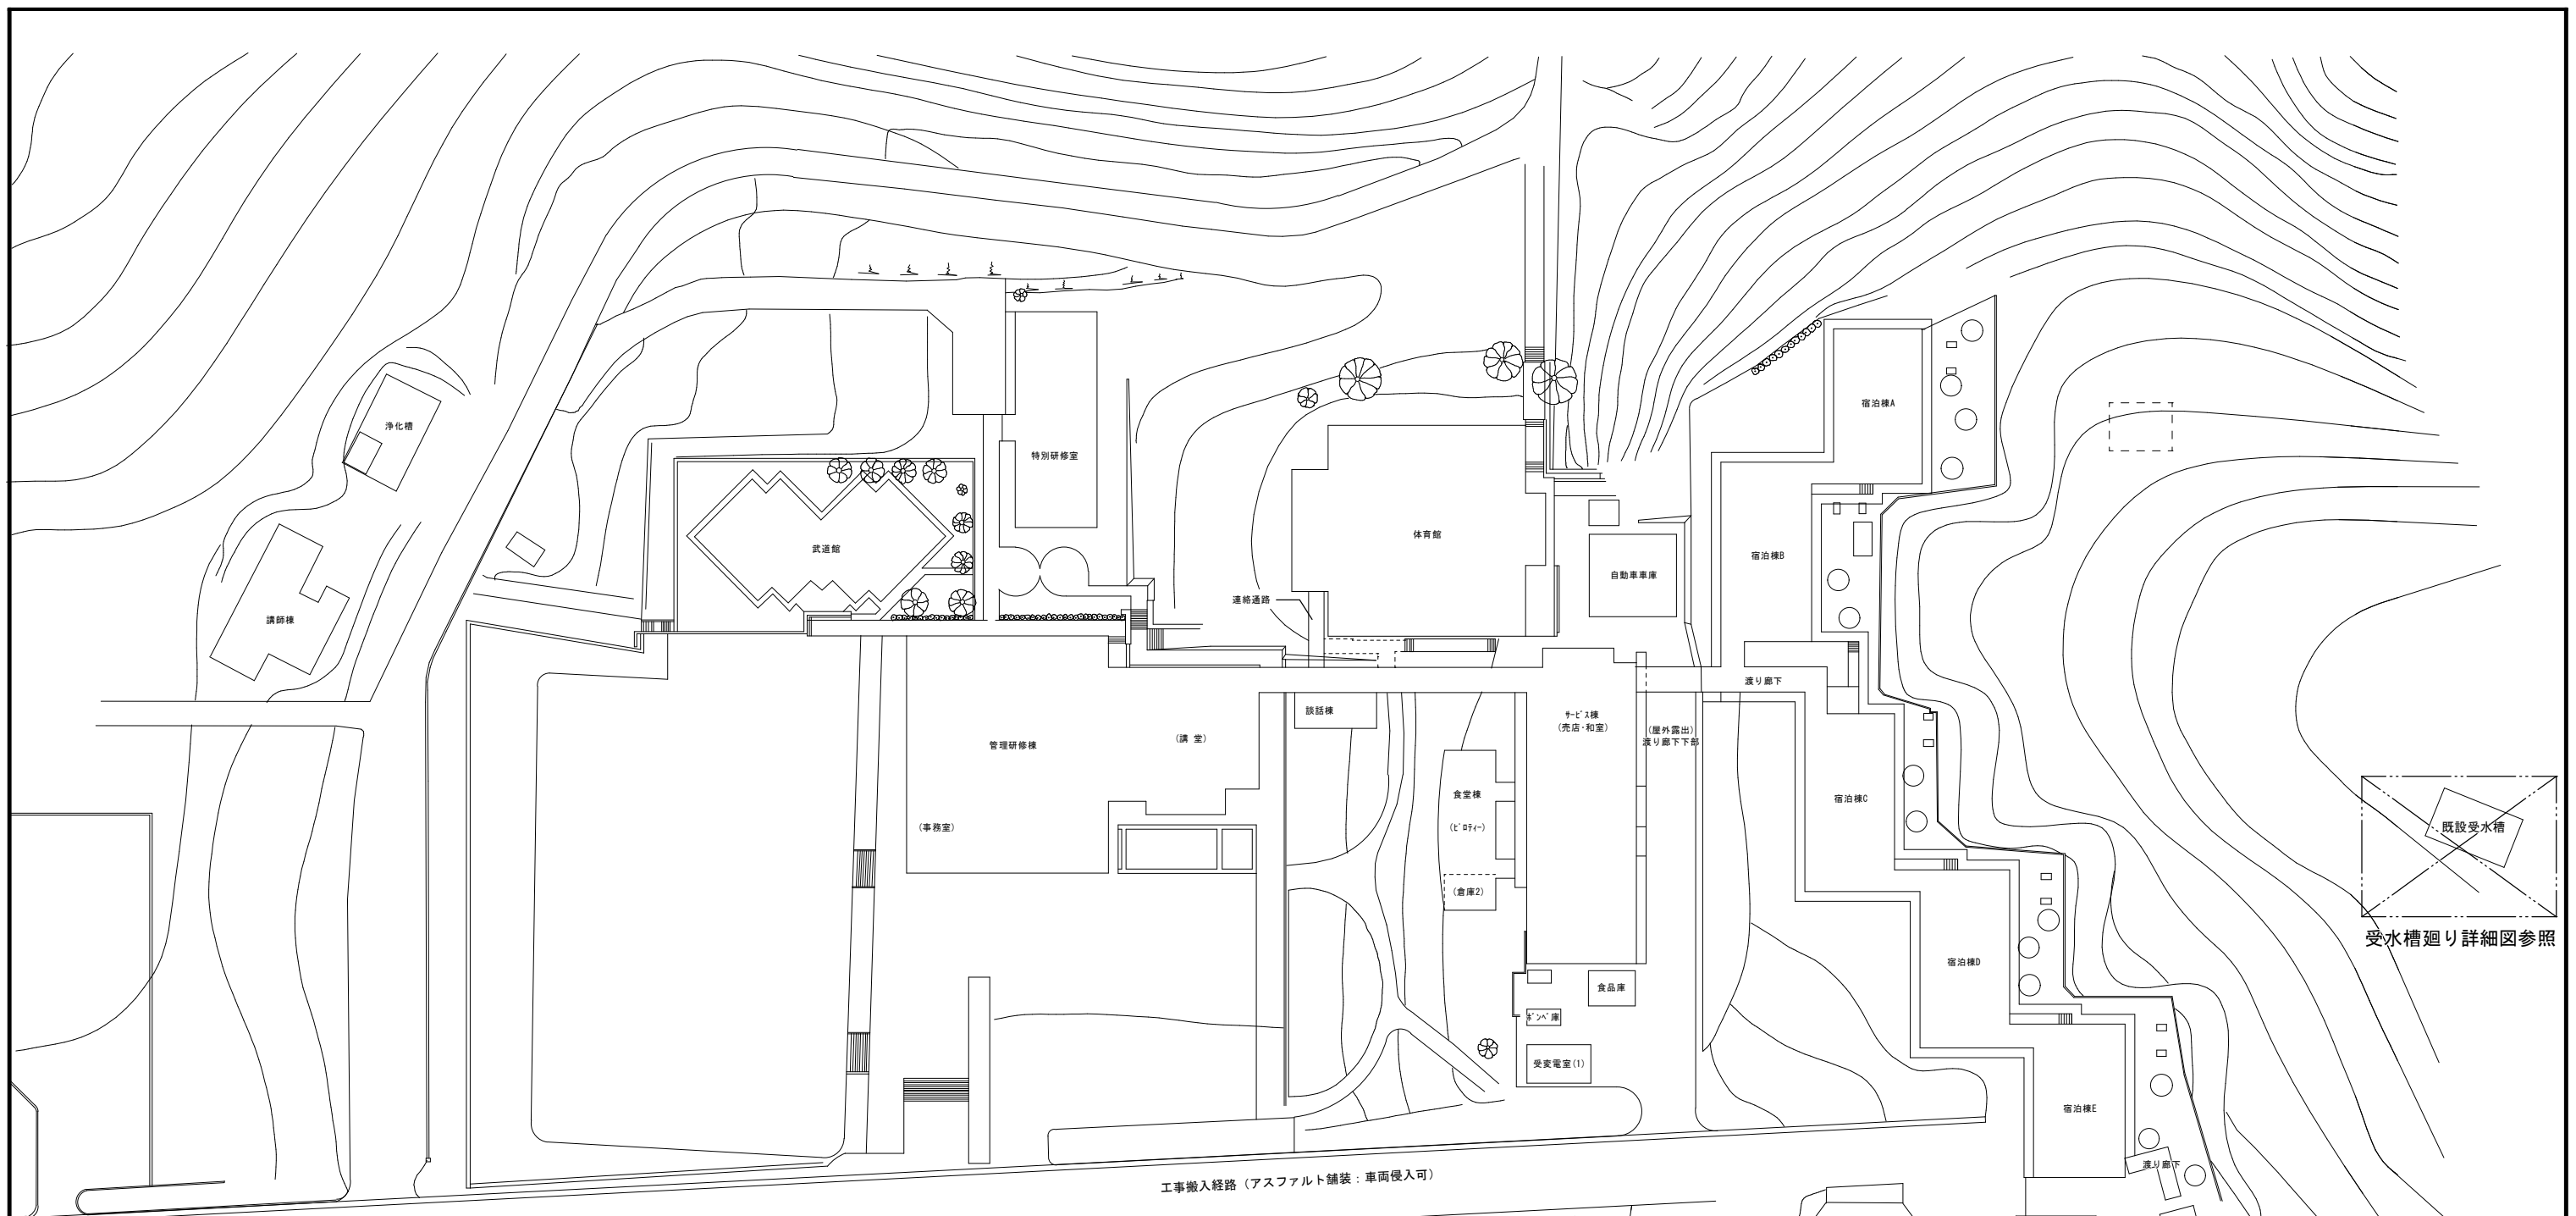 宿泊棟A
浄化槽
特別研修室
体育館
武道館
宿泊棟B
自動車車庫
連絡通路
講師棟
渡り廊下
談話棟
サービス棟
(売店・和室)
(屋外露出)
渡り廊下下部
管理研修棟
(講 堂)
食堂棟
(ピロティー)
(事務室)
宿泊棟C
既設受水槽
(倉庫2)
受水槽廻り詳細図参照
宿泊棟D
食品庫
ボンベ庫
受変電室(1)
宿泊棟E
渡り廊下
工事搬入経路(アスファルト舗装:車両侵入可)